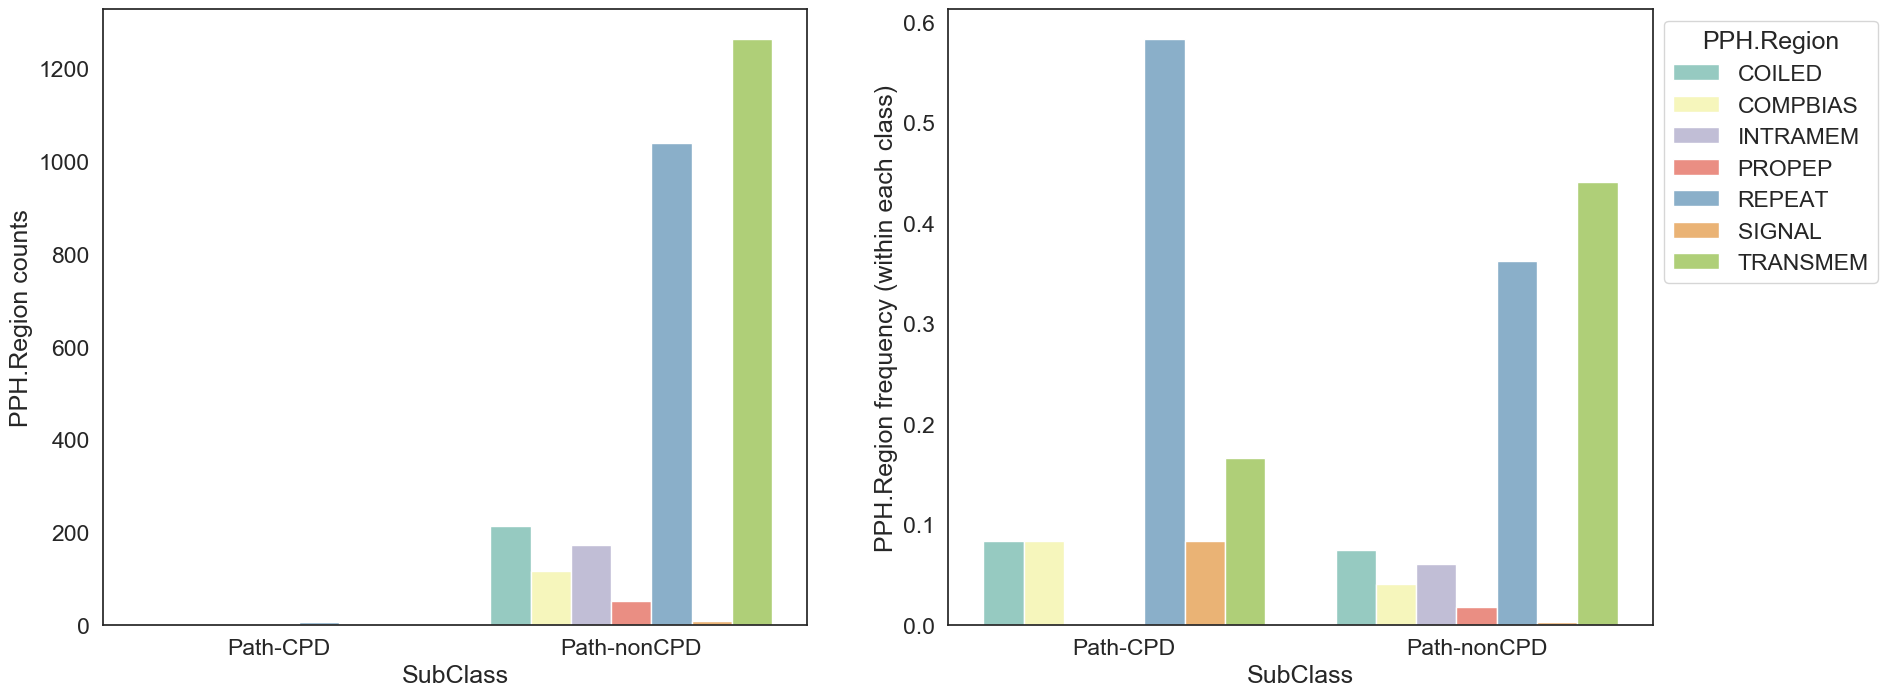 PPH.Region counts
1200
1000
800
600
400
200
0
Path-CPD
Path-nonCPD
SubClass
PPH.Region frequency (within each class)
0.6
0.5
0.4
0.3
0.2
0.1
0.0
Path-CPD
Path-nonCPD
SubClass
PPH.Region
COILED
COMPBIAS
INTRAMEM
PROPEP
REPEAT
SIGNAL
TRANSMEM